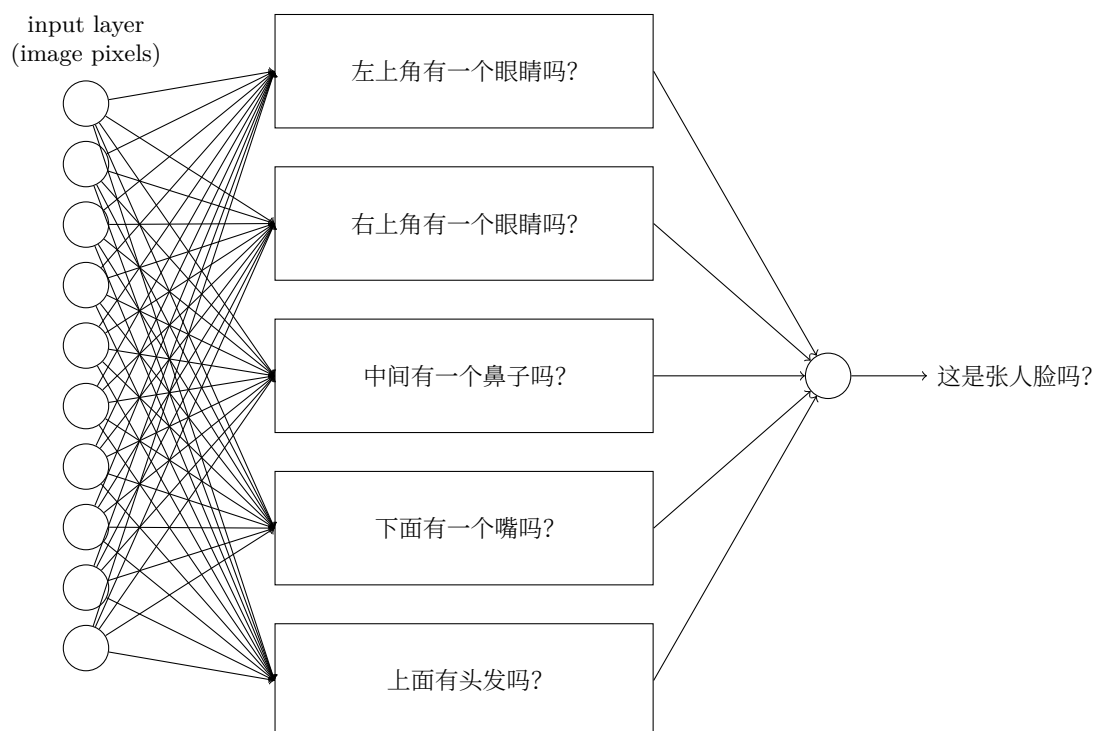 input layer
(image pixels)
左上角有一个眼睛吗?
右上角有一个眼睛吗?
中间有一个鼻子吗?
下面有一个嘴吗?
上面有头发吗?
这是张人脸吗?